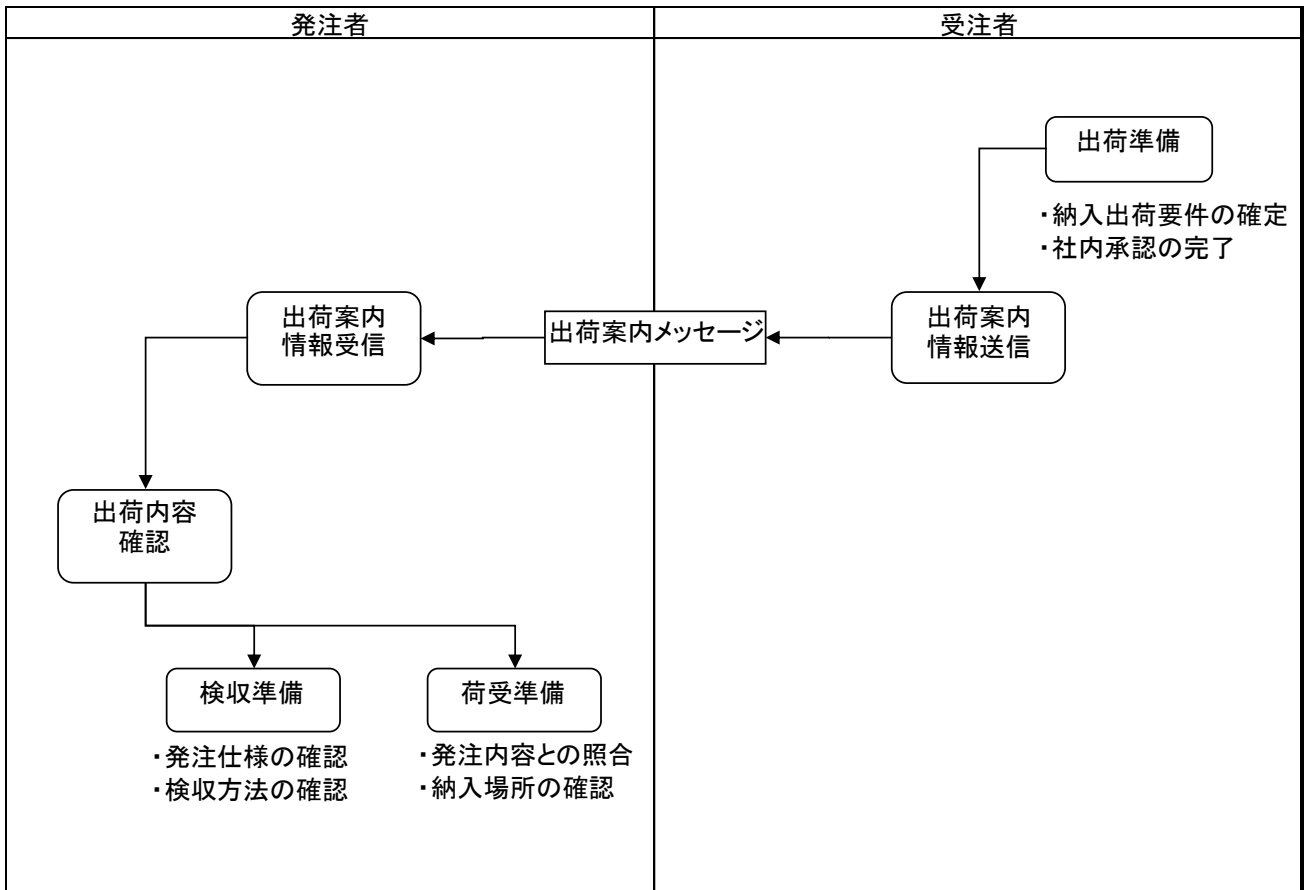 発注者
受注者
出荷準備
・納入出荷要件の確定
・社内承認の完了
出荷案内
情報受信
出荷案内メッセージ
出荷案内
情報送信
出荷内容
確認
検収準備
荷受準備
・発注仕様の確認
・検収方法の確認
・発注内容との照合
・納入場所の確認